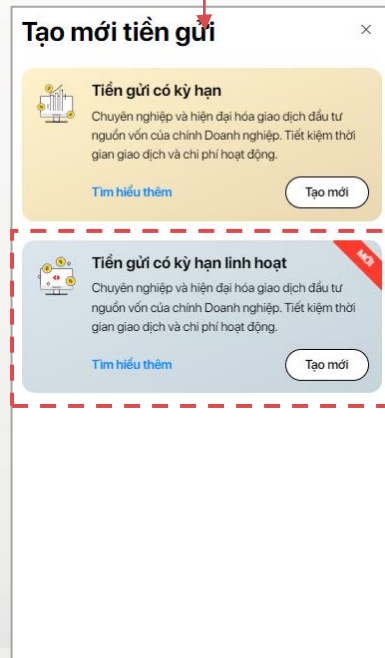 Tạo mới tiền gửi
Tiền gửi có kỳ hạn
Chuyên nghiệp và hiện đại hóa giao dịch đầu tư
nguồn vốn của chính Doanh nghiệp. Tiết kiệm thời
gian giao dịch và chi phí hoạt động.
Tìm hiểu thêm
Tạo mới
MỚI
Tiền gửi có kỳ hạn linh hoạt
Chuyên nghiệp và hiện đại hóa giao dịch đầu tư
nguồn vốn của chính Doanh nghiệp. Tiết kiệm thời
gian giao dịch và chi phí hoạt động.
Tìm hiểu thêm
Tạo mới